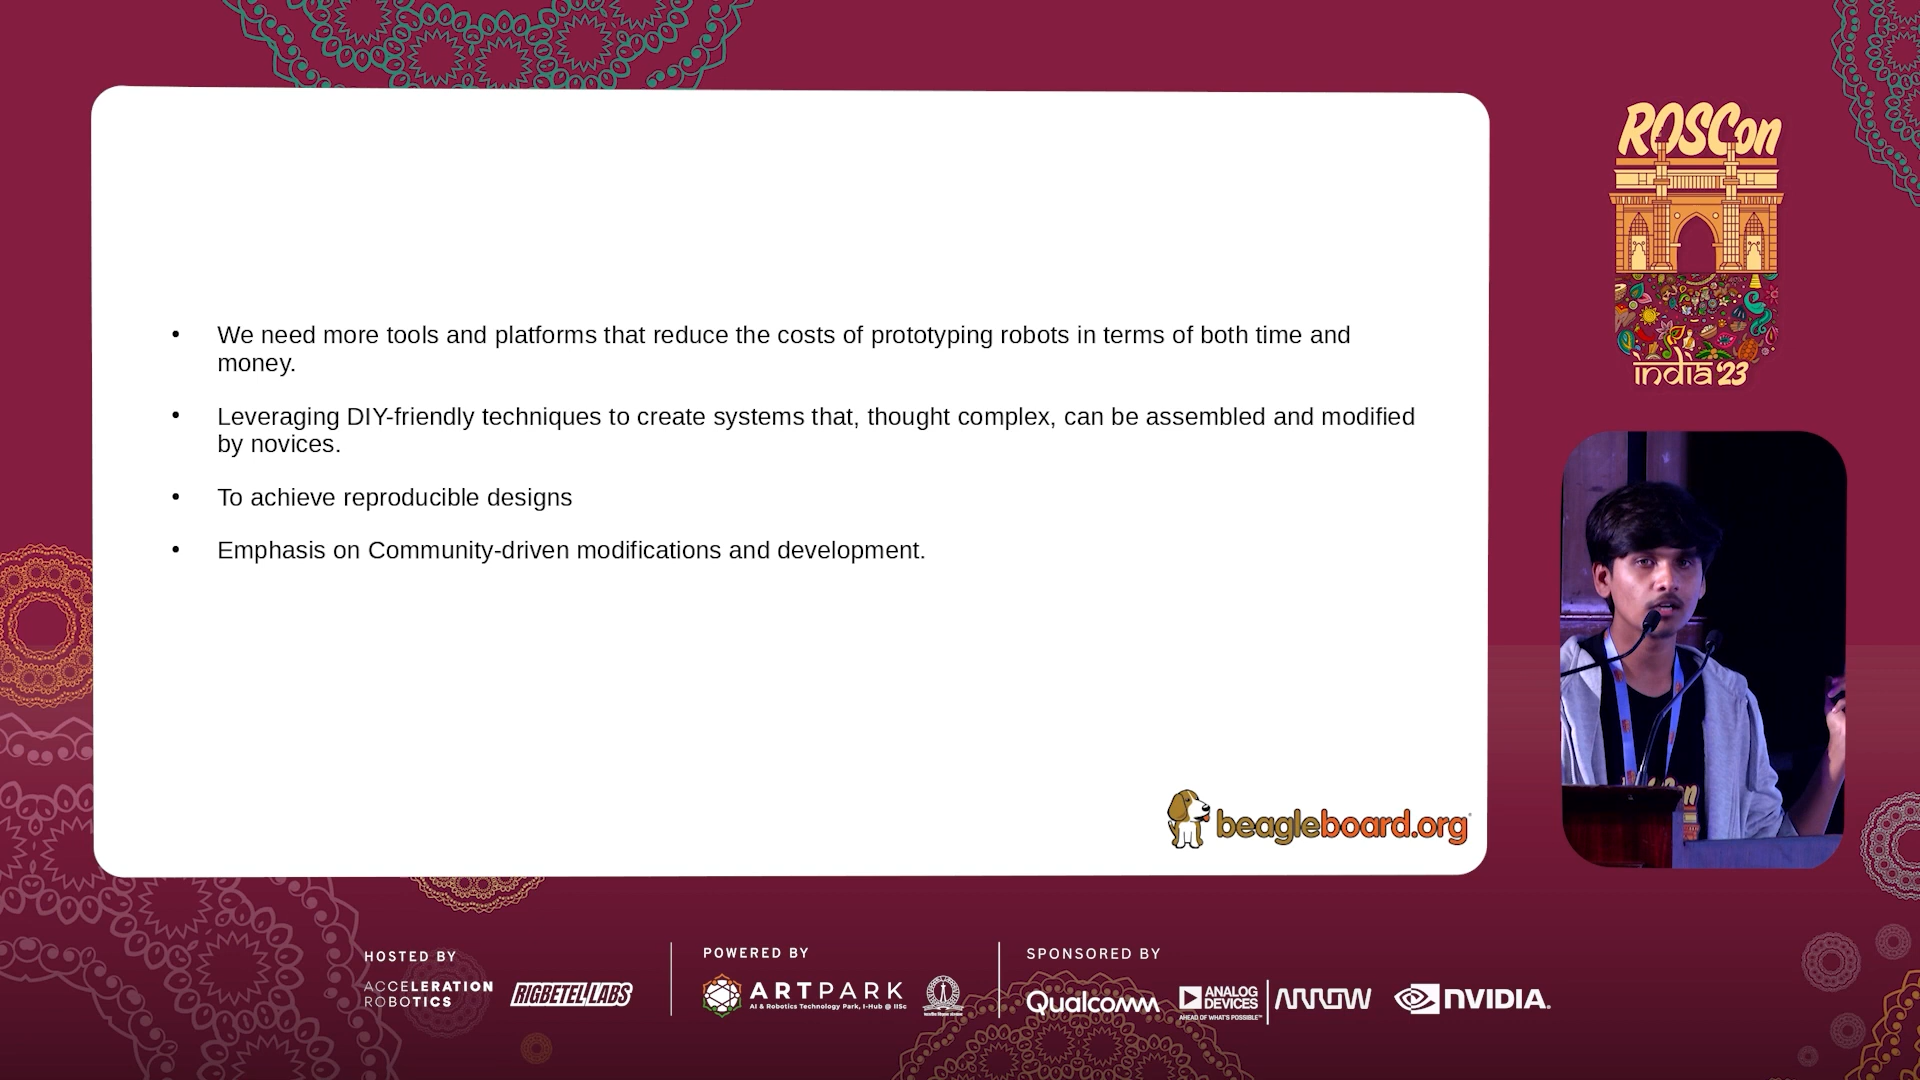 ROSCon
india'23
• We need more tools and platforms that reduce the costs of prototyping robots in terms of both time and
money.
• Leveraging DIY-friendly techniques to create systems that, thought complex, can be assembled and modified
by novices.
• To achieve reproducible designs
• Emphasis on Community-driven modifications and development.
beagleboard.org
HOSTED BY
ACCELERATION
ROBOTICS
RIGBETEL LABS
POWERED BY
ARTPARK
AI & Robotics Technology Park, I-Hub @ IISc
SPONSORED BY
Qualcomm
ANALOG
DEVICES
AHEAD OF WHAT'S POSSIBLE™
ARROW
NVIDIA.